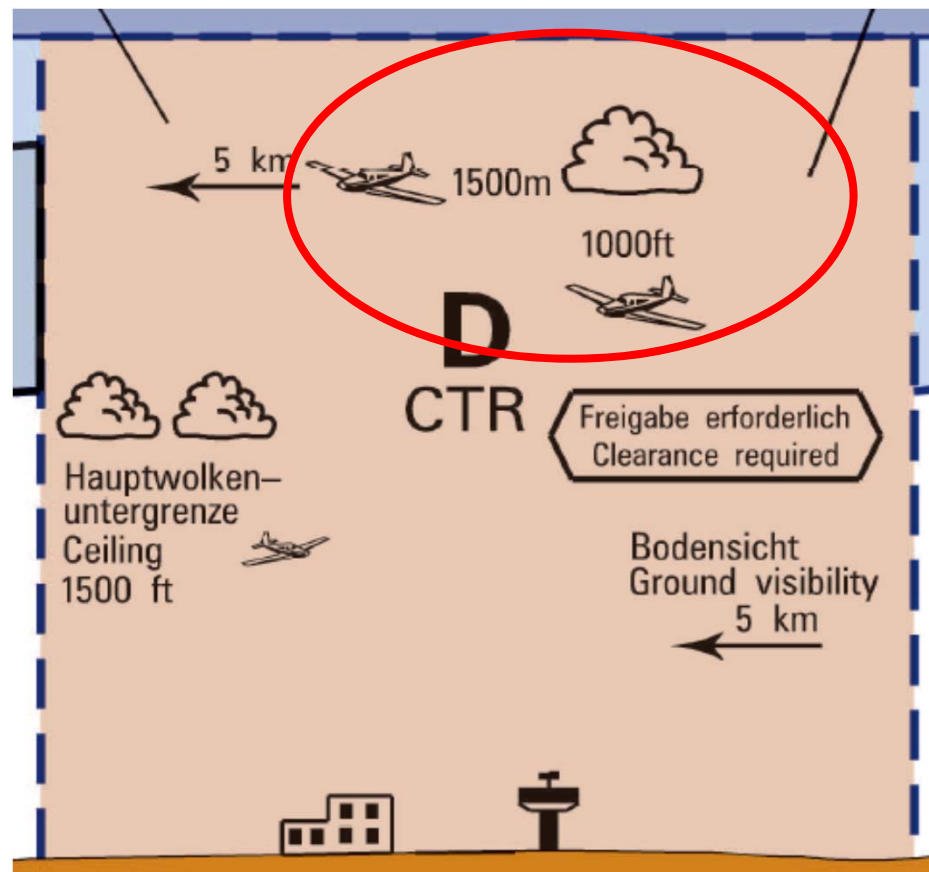 5 km
1500m
1000ft
D
CTR
Freigabe erforderlich
Clearance required
Hauptwolken–
untergrenze
Ceiling
1500 ft
Bodensicht
Ground visibility
5 km